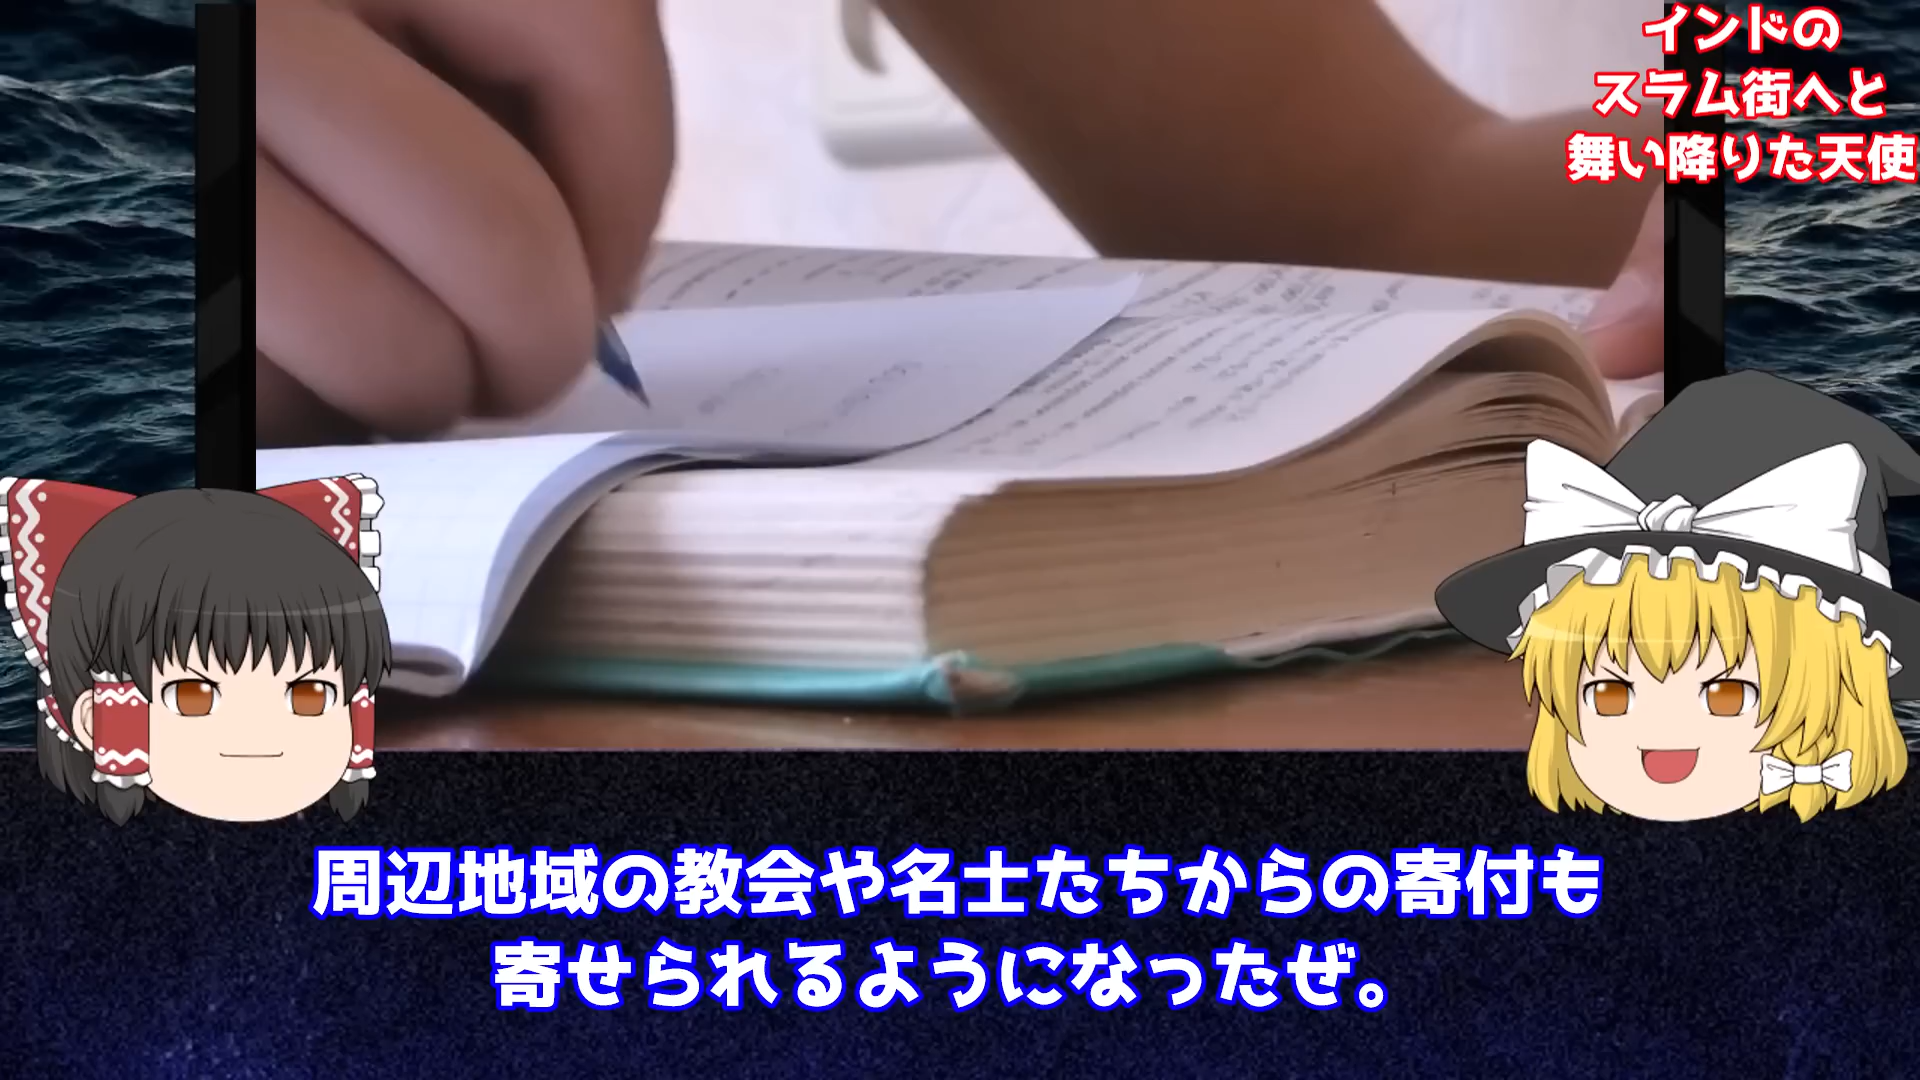 インドの
スラム街へと
舞い降りた天使
周辺地域の教会や名士たちからの寄付も
寄せられるようになったぜ。